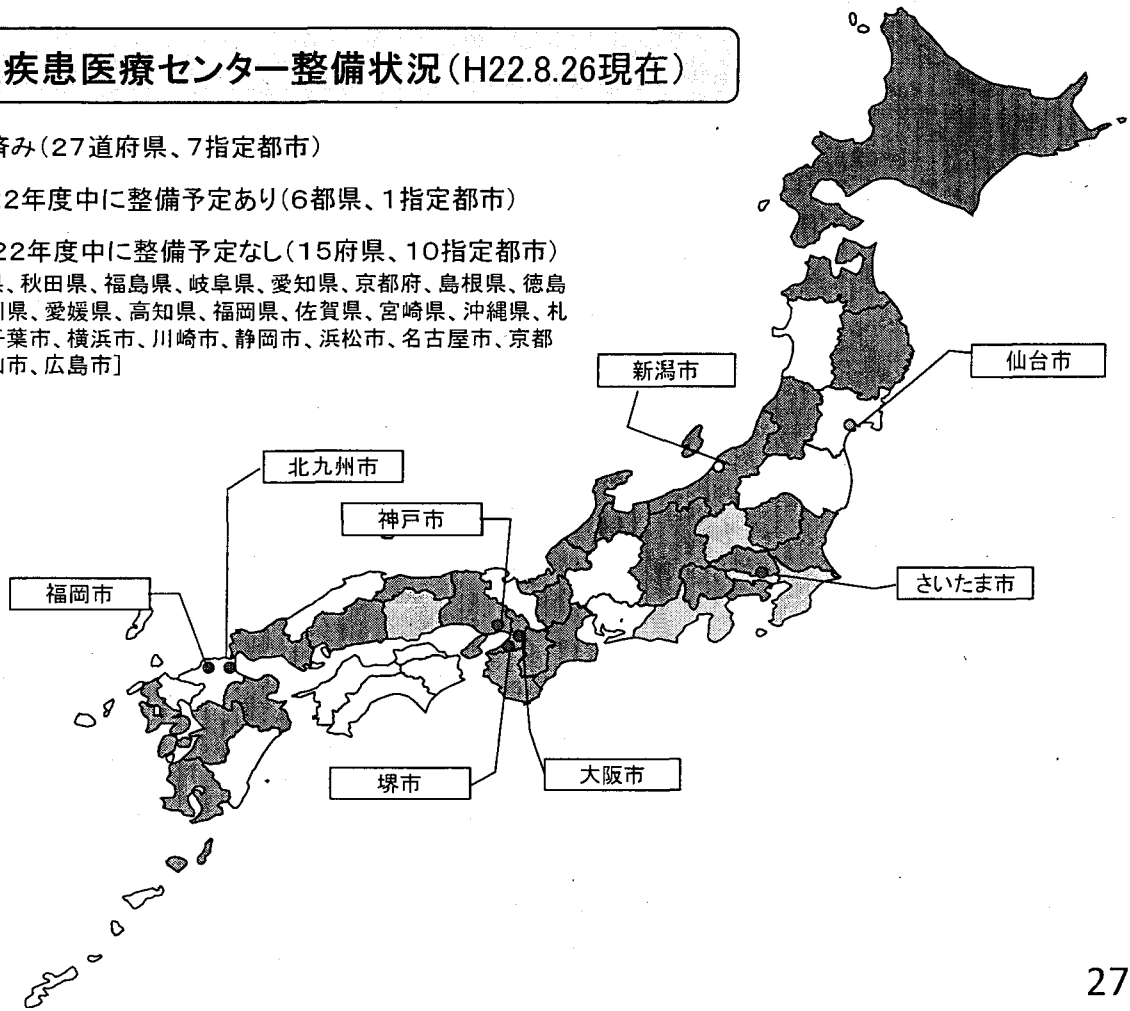 疾患医療センター整備状況(H22.8.26現在)
済み(27道府県、7指定都市)
2年度中に整備予定あり(6都県、1指定都市)
22年度中に整備予定なし(15府県、10指定都市)
県、秋田県、福島県、岐阜県、愛知県、京都府、島根県、徳島
川県、愛媛県、高知県、福岡県、佐賀県、宮崎県、沖縄県、札
千葉市、横浜市、川崎市、静岡市、浜松市、名古屋市、京都
山市、広島市]
新潟市
仙台市
北九州市
神戸市
福岡市
さいたま市
堺市
大阪市
27